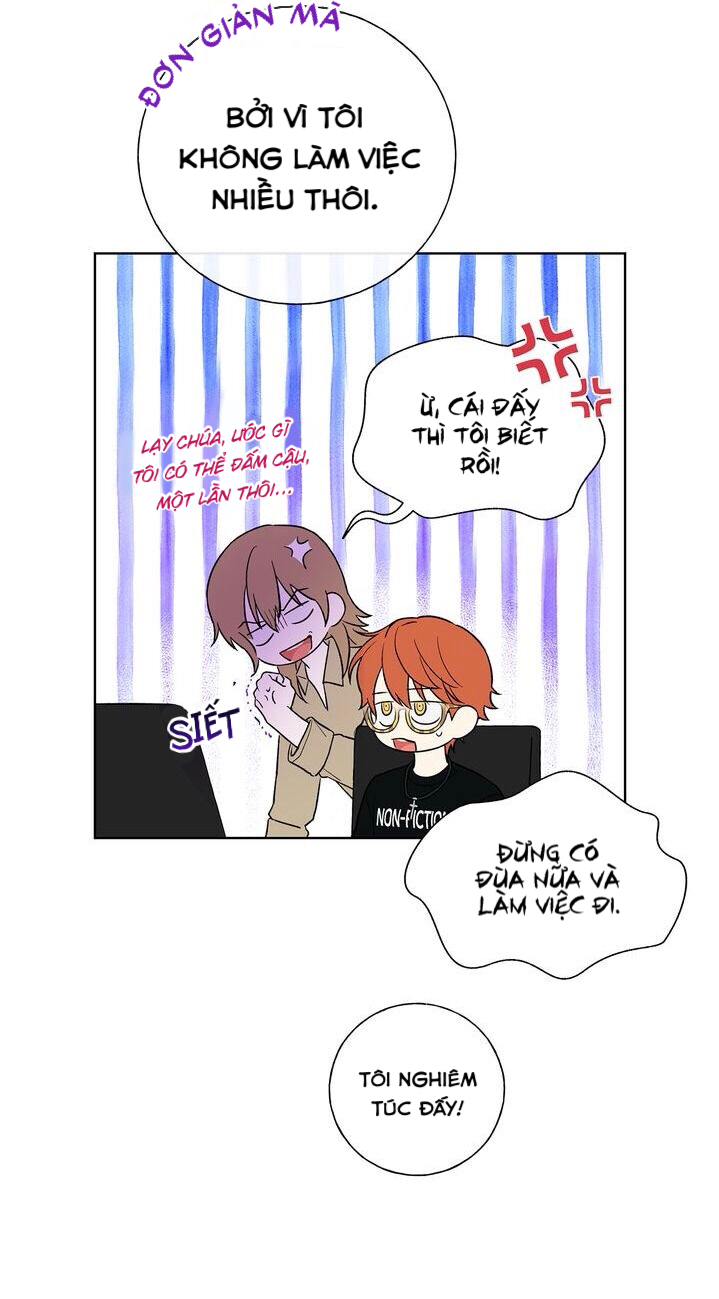 ĐƠN GIẢN MÀ
BỞI VÌ TÔI
KHÔNG LÀM VIỆC
NHIỀU THÔI.
Ừ, CÁI ĐẤY
THÌ TÔI BIẾT
RỒI!
LẠY CHÚA, ƯỚC GÌ
TÔI CÓ THỂ ĐẤM CẬU,
MỘT LẦN THÔI...
SIẾT
NON-FICTION
ĐỪNG CÓ
ĐÙA NỮA VÀ
LÀM VIỆC ĐI.
TÔI NGHIÊM
TÚC ĐẤY!